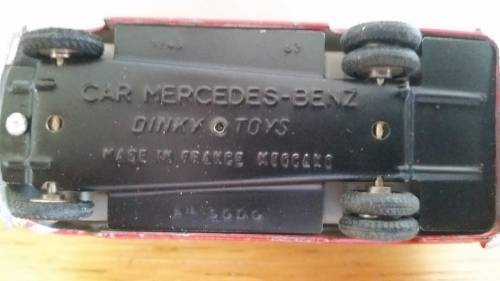 CAR MERCEDES-BENZ
DINKY TOYS
MADE IN FRANCE MECCANO